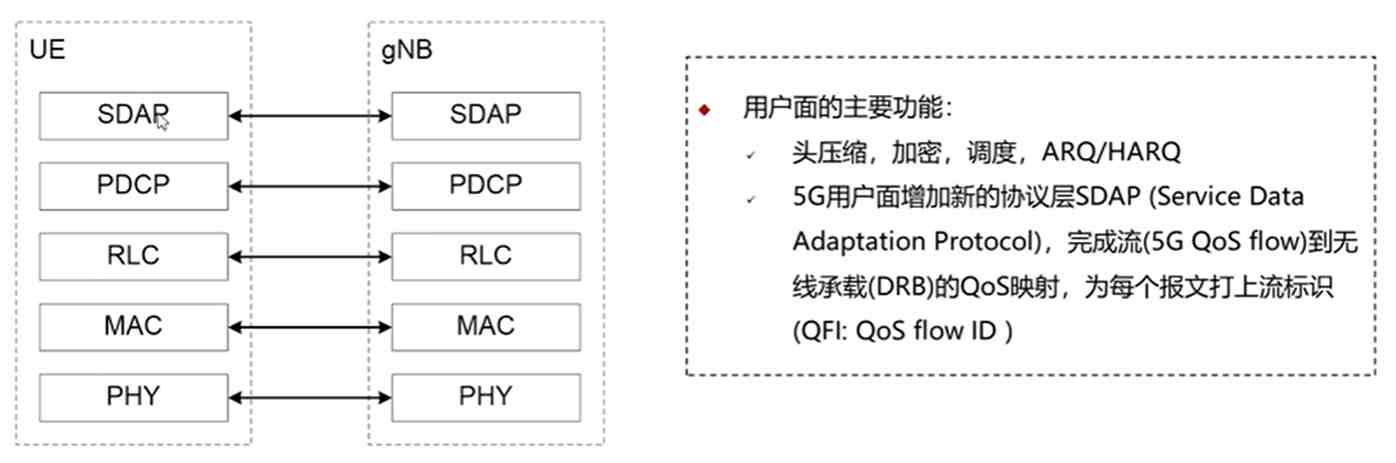 UE
gNB
SDAP
SDAP
PDCP
PDCP
RLC
RLC
MAC
MAC
PHY
PHY
用户面的主要功能：
头压缩，加密，调度，ARQ/HARQ
5G用户面增加新的协议层SDAP (Service Data
Adaptation Protocol)，完成流(5G QoS flow)到无
线承载(DRB)的QoS映射，为每个报文打上流标识
(QFI: QoS flow ID )